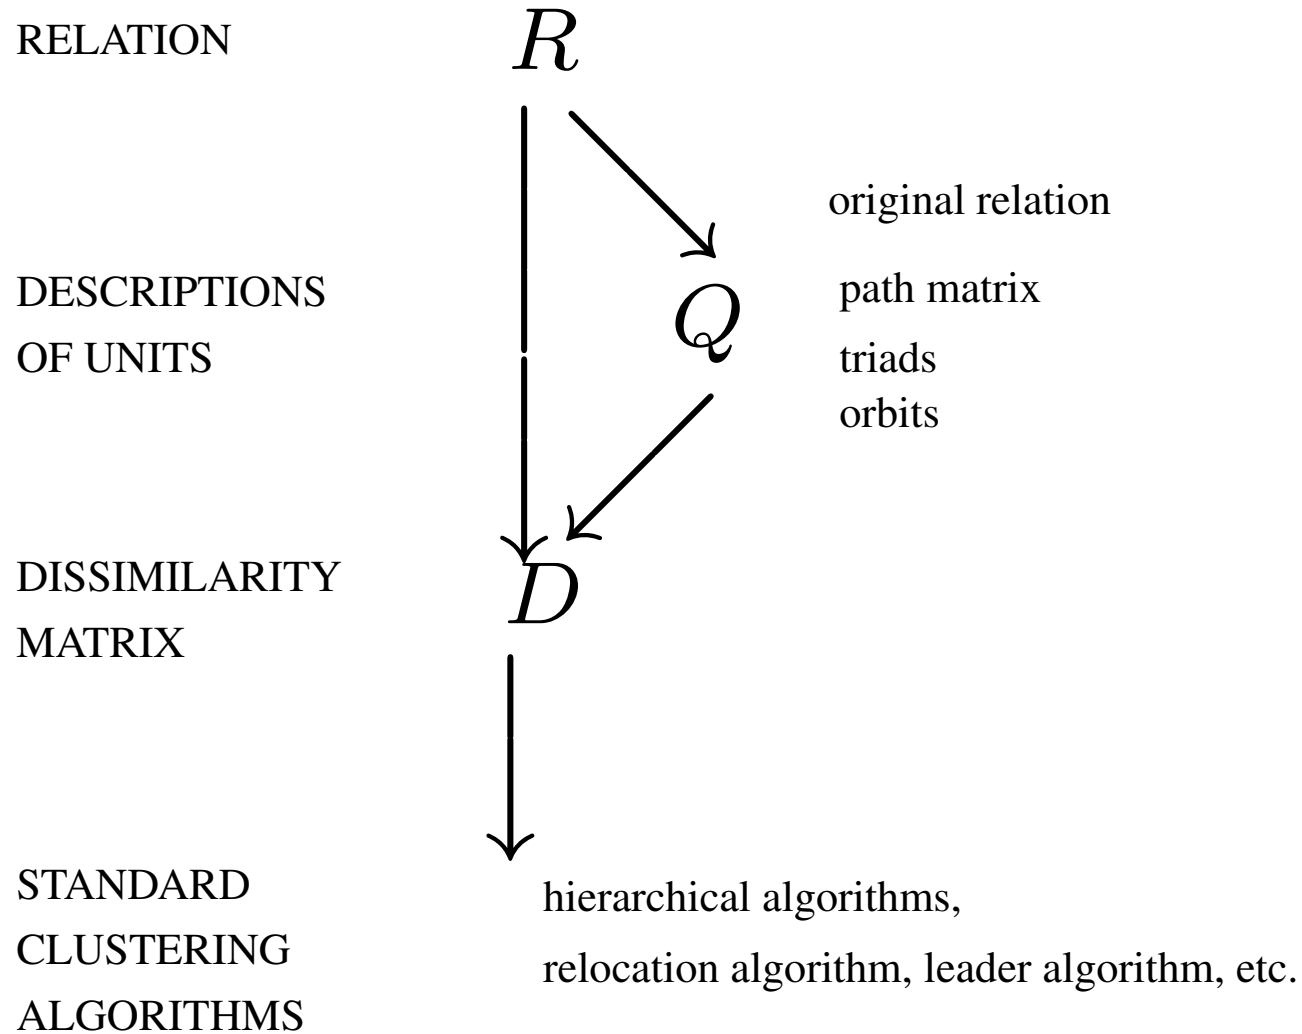 RELATION
R
original relation
DESCRIPTIONS
OF UNITS
Q
path matrix
triads
orbits
DISSIMILARITY
MATRIX
D
STANDARD
CLUSTERING
ALGORITHMS
hierarchical algorithms,
relocation algorithm, leader algorithm, etc.